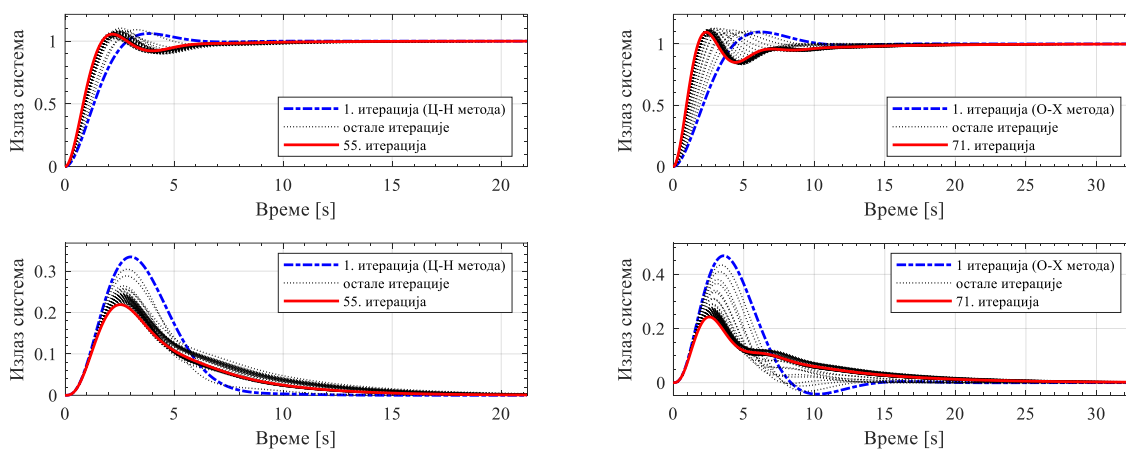 Излаз система
1
0.5
0
1. итерација (Ц-Н метода)
остале итерације
55. итерација
0 5 10 15 20
Време [s]
Излаз система
1
0.5
0
1. итерација (О-Х метода)
остале итерације
71. итерација
0 5 10 15 20 25 30
Време [s]
Излаз система
0.3
0.2
0.1
0
1. итерација (Ц-Н метода)
остале итерације
55. итерација
0 5 10 15 20
Време [s]
Излаз система
0.4
0.2
0
1 итерација (О-Х метода)
остале итерације
71. итерација
0 5 10 15 20 25 30
Време [s]